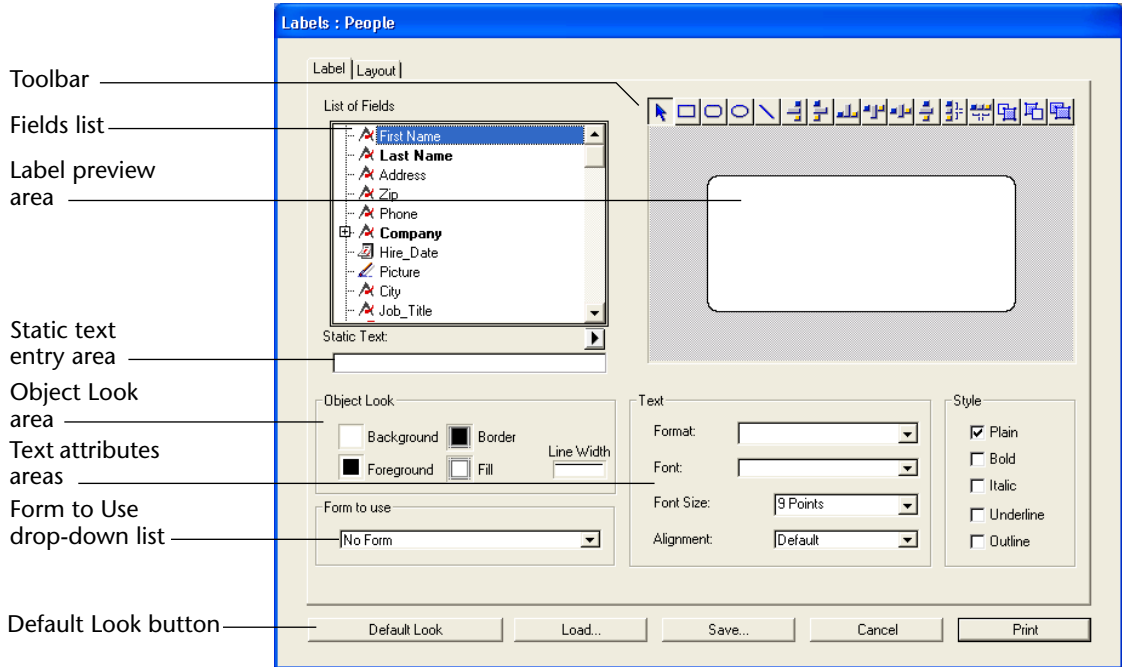 Labels : People
Label
Layout
Toolbar
List of Fields
Fields list
First Name
Last Name
Label preview
area
Address
Zip
Phone
Company
Hire_Date
Picture
City
Job_Title
Static text
entry area
Static Text:
Object Look
area
Object Look
Background
Border
Foreground
Fill
Line Width
Text attributes
areas
Text
Format:
Font:
Font Size:
9 Points
Alignment:
Default
Style
Plain
Bold
Italic
Underline
Outline
Form to Use
drop-down list
Form to use
No Form
Default Look button
Default Look
Load...
Save...
Cancel
Print